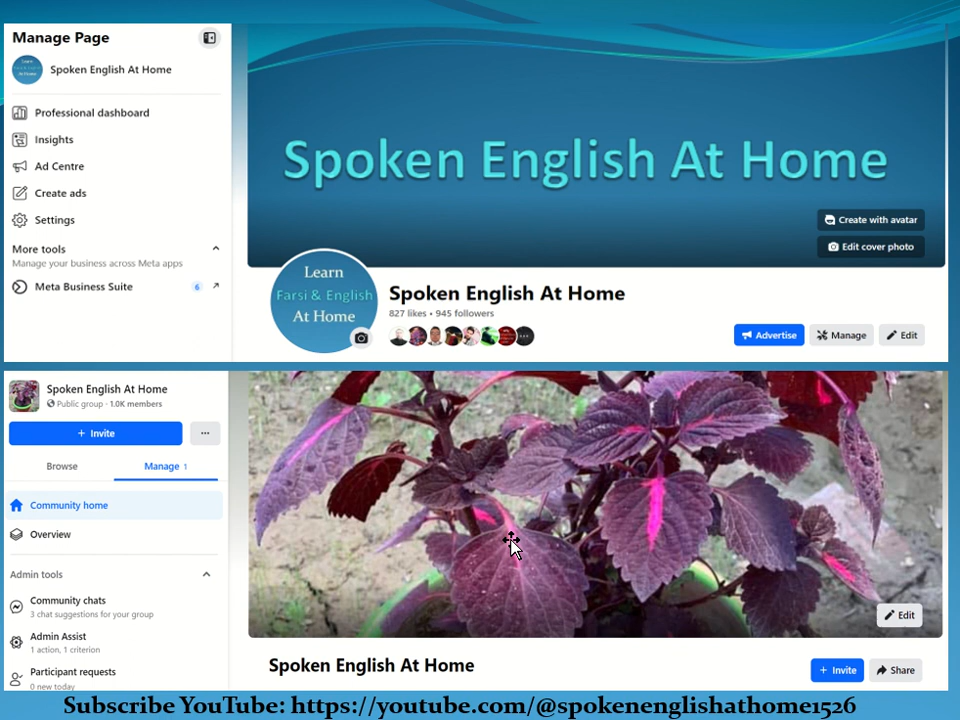 Manage Page
Spoken English At Home
Professional dashboard
Insights
Ad Centre
Create ads
Settings
More tools
Manage your business across Meta apps
Meta Business Suite
6
Spoken English At Home
Create with avatar
Edit cover photo
Learn
Farsi & English
At Home
Spoken English At Home
827 likes • 945 followers
Advertise
Manage
Edit
Spoken English At Home
Public group · 1.0K members
+ Invite
Browse
Manage 1
Community home
Overview
Admin tools
Community chats
3 chat suggestions for your group
Admin Assist
1 action, 1 criterion
Participant requests
0 new today
Edit
Spoken English At Home
+ Invite
Share
Subscribe YouTube: https://youtube.com/@spokenenglishathome1526